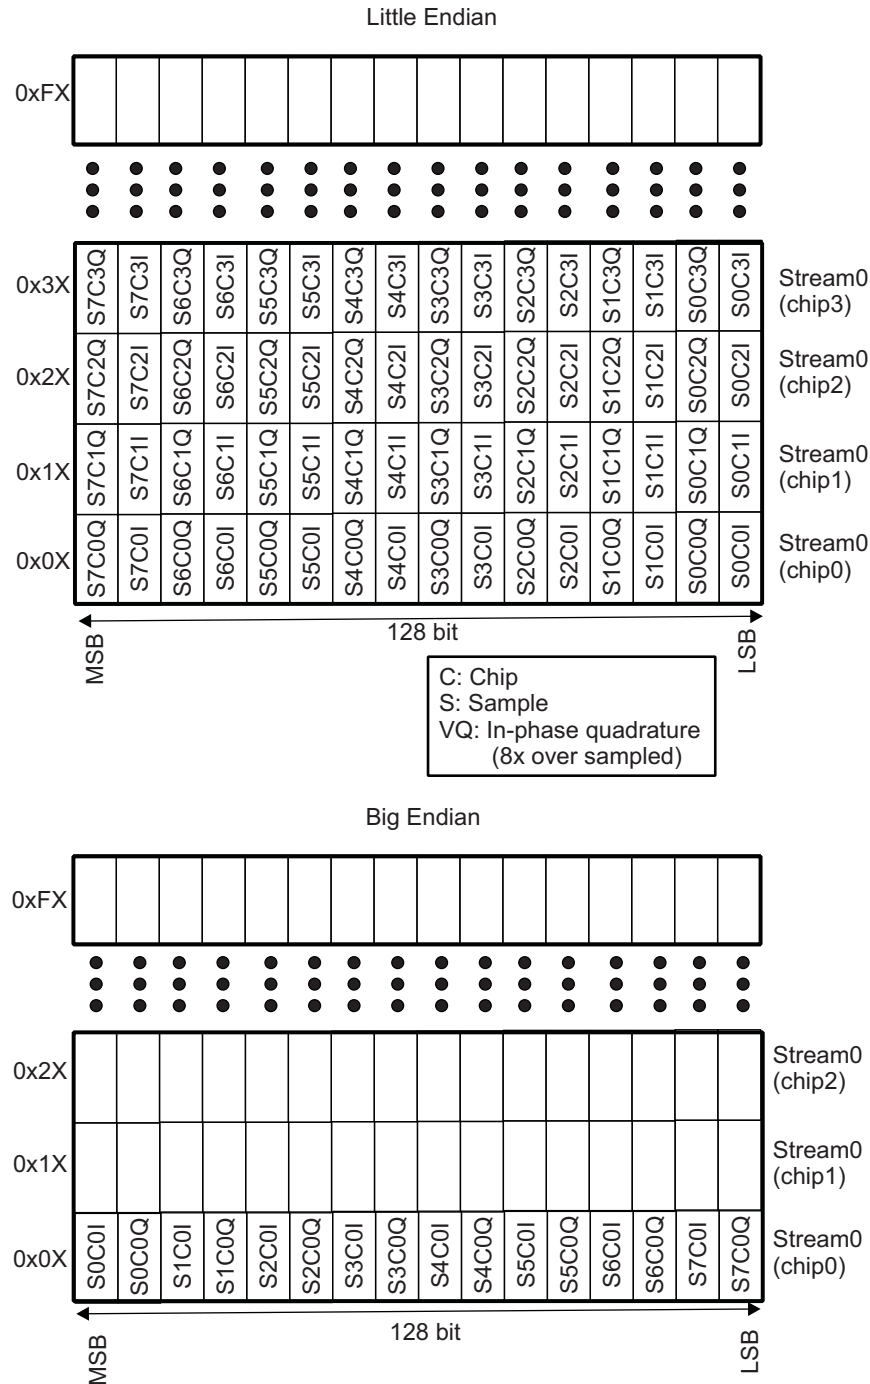 Little Endian
0xFX
0x3X S7C3Q S7C3I S6C3Q S6C3I S5C3Q S5C3I S4C3Q S4C3I S3C3Q S3C3I S2C3Q S2C3I S1C3Q S1C3I S0C3Q S0C3I Stream0
(chip3)
0x2X S7C2Q S7C2I S6C2Q S6C2I S5C2Q S5C2I S4C2Q S4C2I S3C2Q S3C2I S2C2Q S2C2I S1C2Q S1C2I S0C2Q S0C2I Stream0
(chip2)
0x1X S7C1Q S7C1I S6C1Q S6C1I S5C1Q S5C1I S4C1Q S4C1I S3C1Q S3C1I S2C1Q S2C1I S1C1Q S1C1I S0C1Q S0C1I Stream0
(chip1)
0x0X S7C0Q S7C0I S6C0Q S6C0I S5C0Q S5C0I S4C0Q S4C0I S3C0Q S3C0I S2C0Q S2C0I S1C0Q S1C0I S0C0Q S0C0I Stream0
(chip0)
MSB 128 bit LSB
C: Chip
S: Sample
VQ: In-phase quadrature
(8x over sampled)
Big Endian
0xFX
0x2X Stream0
(chip2)
0x1X Stream0
(chip1)
0x0X S0C0I S0C0Q S1C0I S1C0Q S2C0I S2C0Q S3C0I S3C0Q S4C0I S4C0Q S5C0I S5C0Q S6C0I S6C0Q S7C0I S7C0Q Stream0
(chip0)
MSB 128 bit LSB